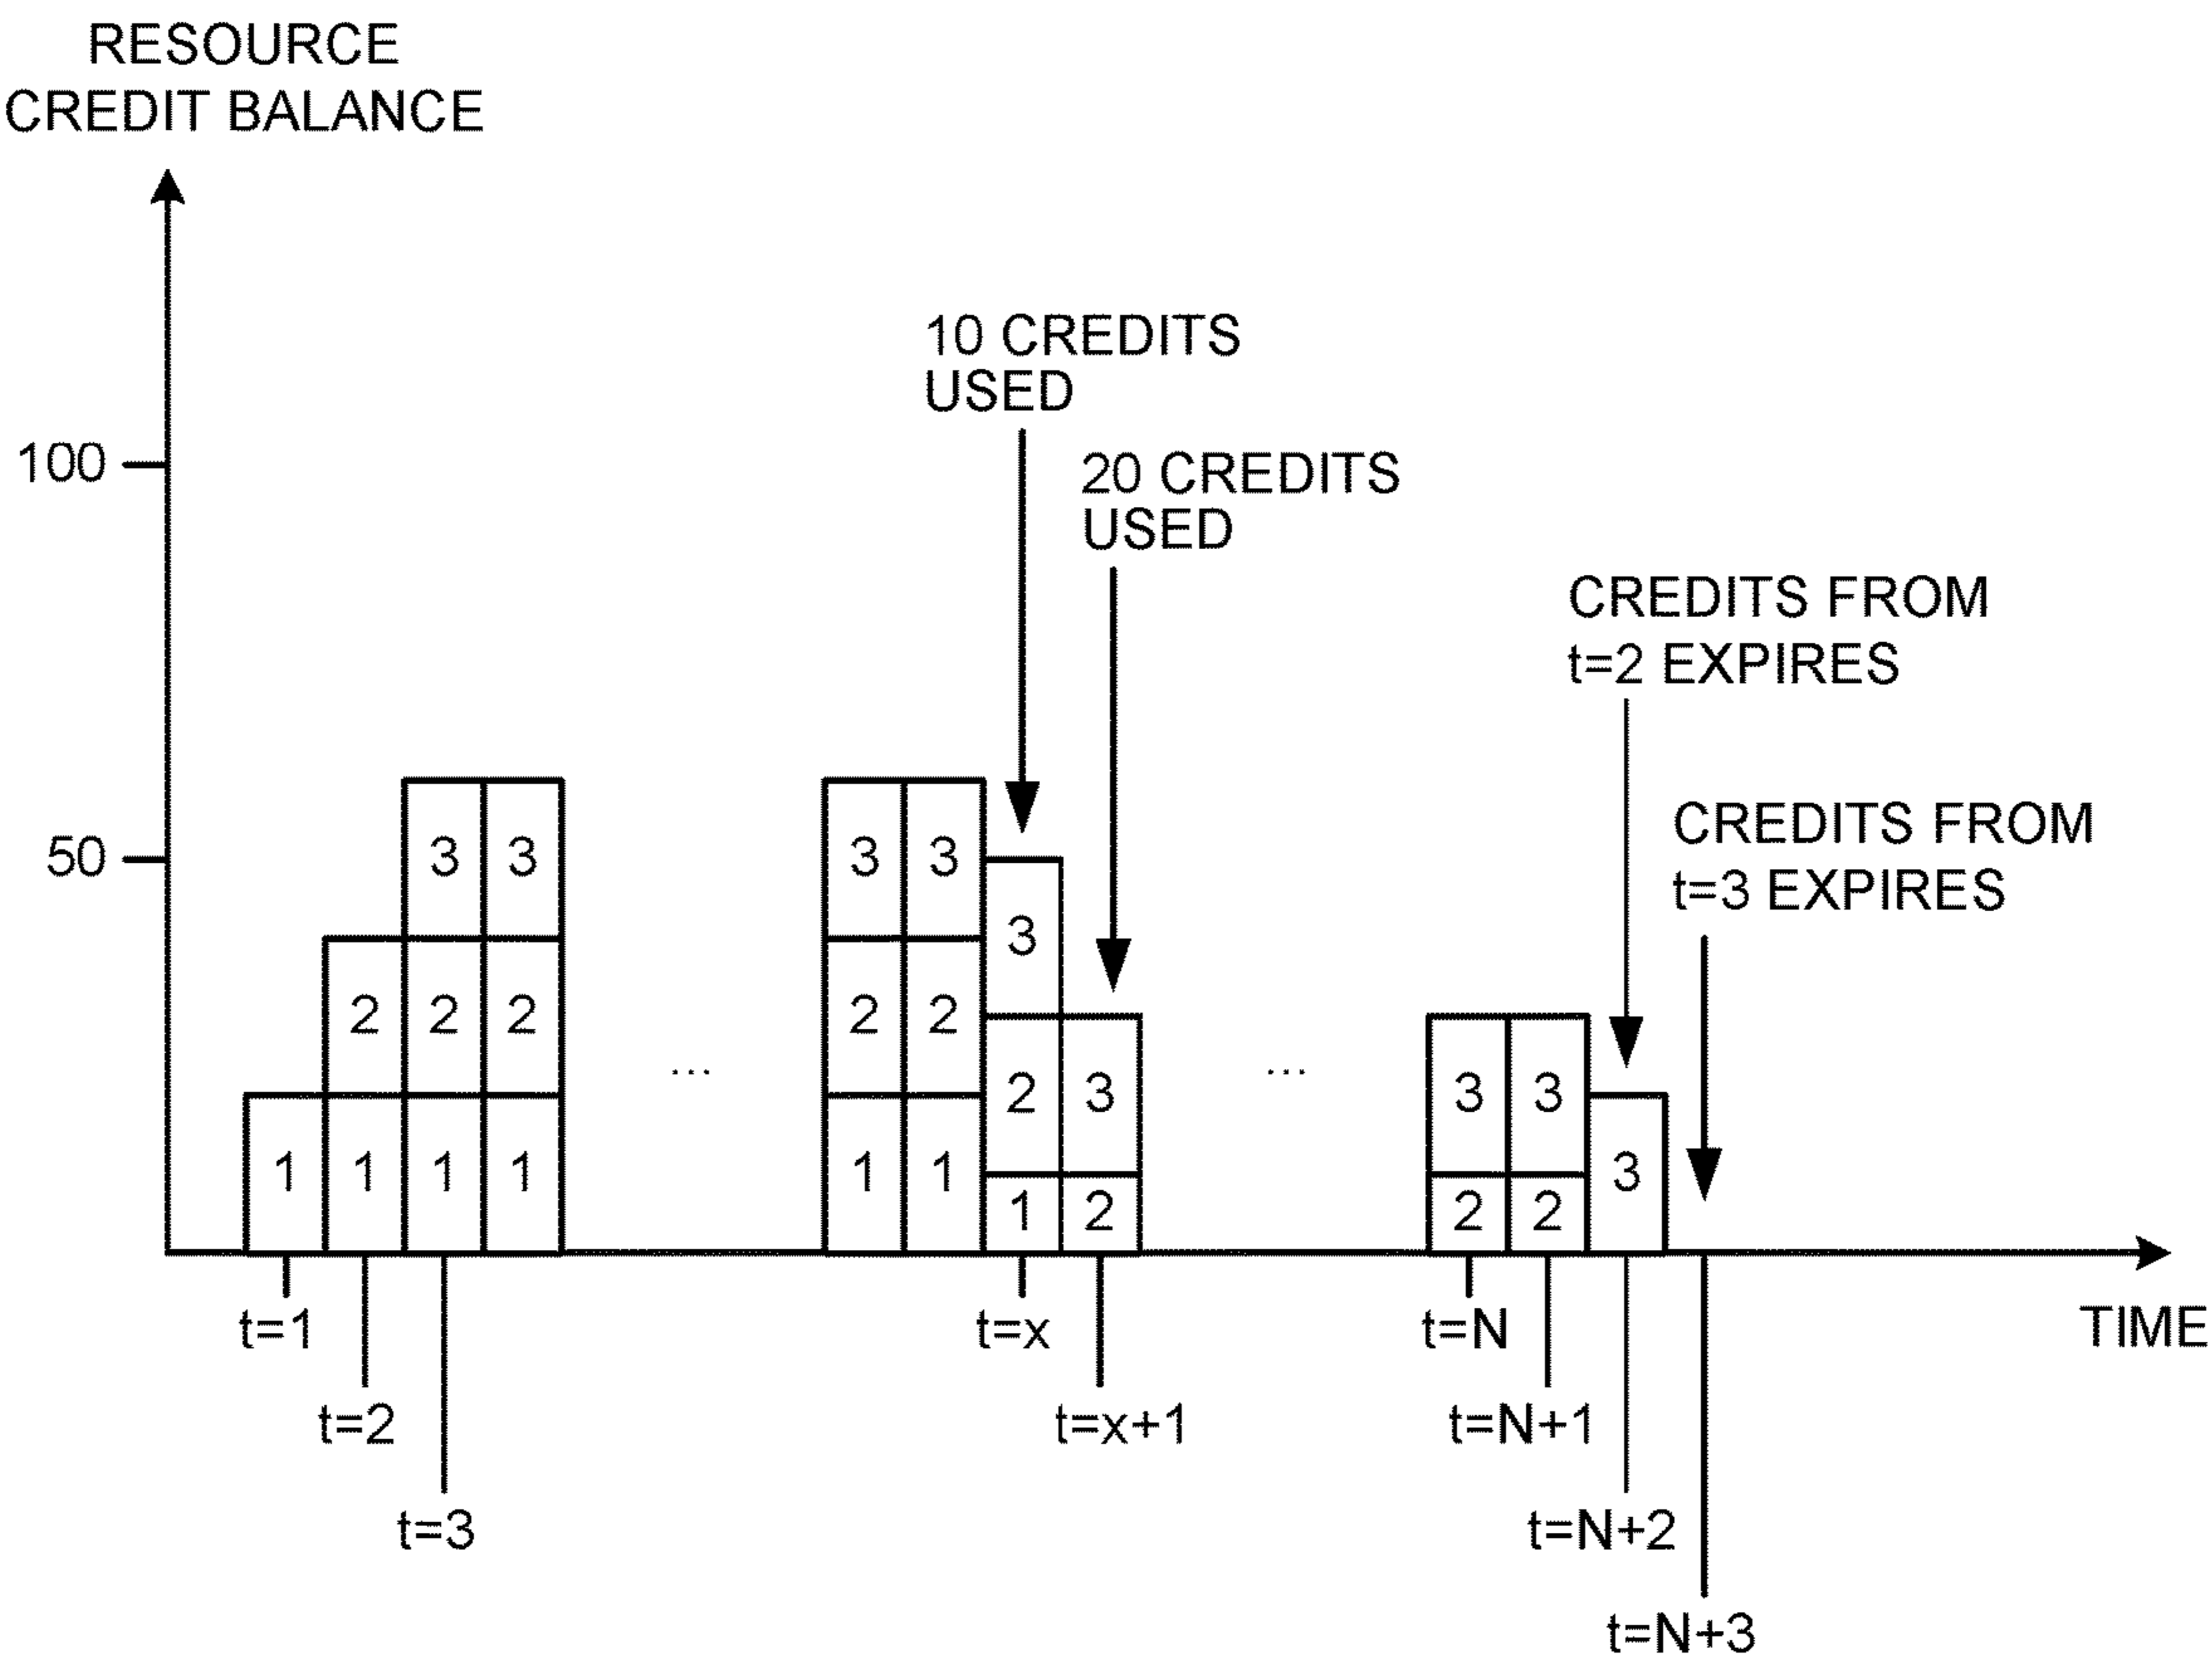 RESOURCE
CREDIT BALANCE
10 CREDITS
USED
100
20 CREDITS
USED
CREDITS FROM
t=2 EXPIRES
50
CREDITS FROM
t=3 EXPIRES
3 3 3 3
3
2 2 2 2 2
... ...
2 3 3 3
1 1 1 1 1 1 3
1 2 2 2
t=1 t=x t=N TIME
t=2 t=x+1 t=N+1
t=3 t=N+2
t=N+3